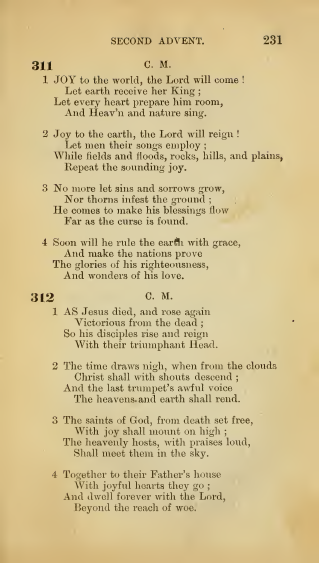 SECOND ADVENT. 231
311 C. M.
1 JOY to the world, the Lord will come !
Let earth receive her King ;
Let every heart prepare him room,
And Heav'n and nature sing.
2 Joy to the earth, the Lord will reign !
Let men their songs employ ;
While fields and floods, rocks, hills, and plains,
Repeat the sounding joy.
3 No more let sins and sorrows grow,
Nor thorns infest the ground ;
He comes to make his blessings flow
Far as the curse is found.
4 Soon will he rule the earth with grace,
And make the nations prove
The glories of his righteousness,
And wonders of his love.
312 C. M.
1 AS Jesus died, and rose again
Victorious from the dead ;
So his disciples rise and reign
With their triumphant Head.
2 The time draws nigh, when from the clouds
Christ shall with shouts descend ;
And the last trumpet's awful voice
The heavens and earth shall rend.
3 The saints of God, from death set free,
With joy shall mount on high ;
The heavenly hosts, with praises loud,
Shall meet them in the sky.
4 Together to their Father's house
With joyful hearts they go ;
And dwell forever with the Lord,
Beyond the reach of woe.